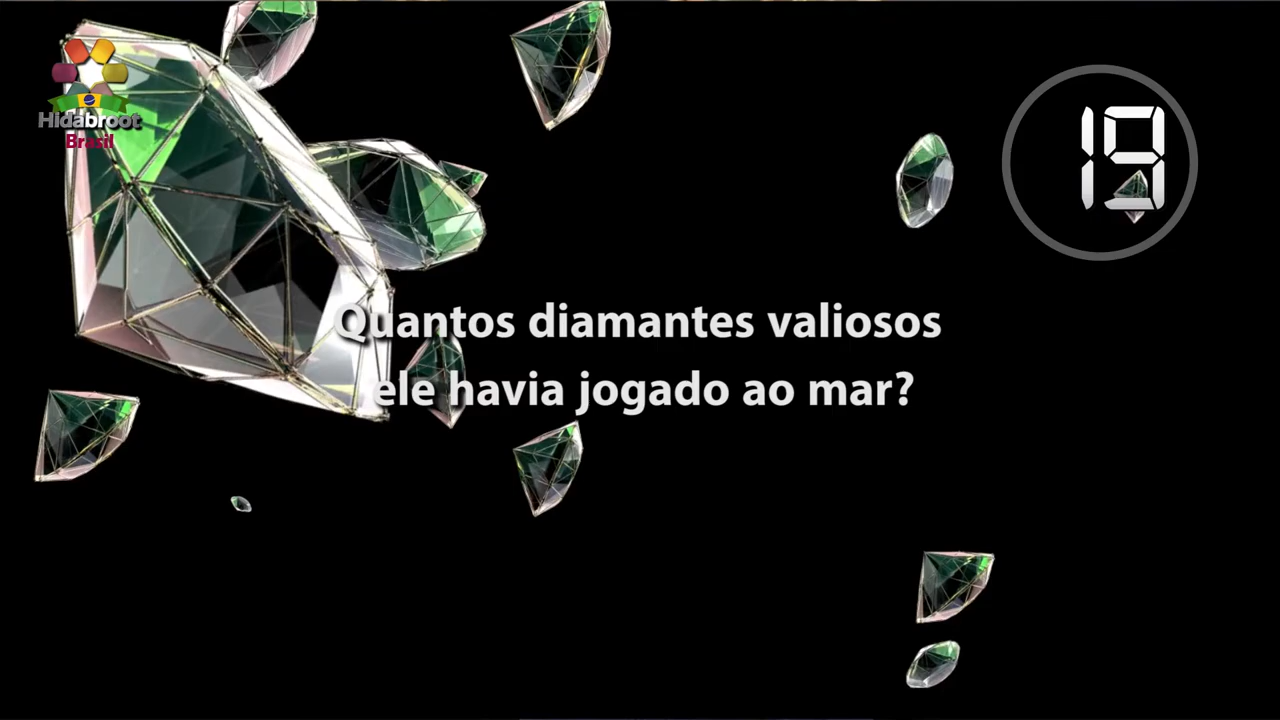 Hidabroot
Brasil
19
Quantos diamantes valiosos
ele havia jogado ao mar?